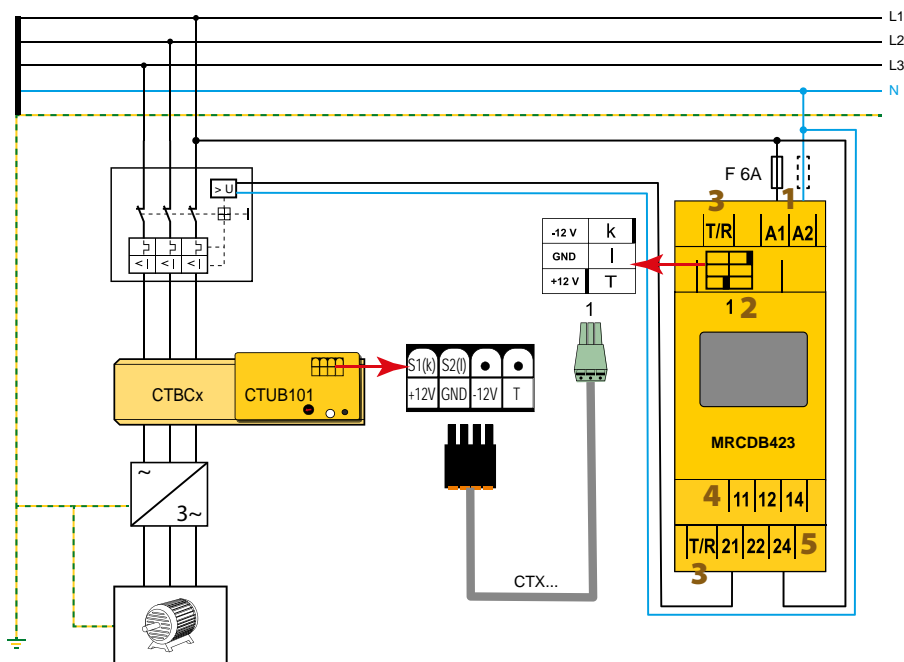 L1
L2
L3
N
> U
F 6A
3
1
T/R
A1 A2
-12 V k
GND l
+12 V T
1
1 2
S1(k) S2(l)
+12V GND -12V T
CTBCx
CTUB101
MRCDB423
~
3~
4 11 12 14
T/R 21 22 24 5
3
CTX...